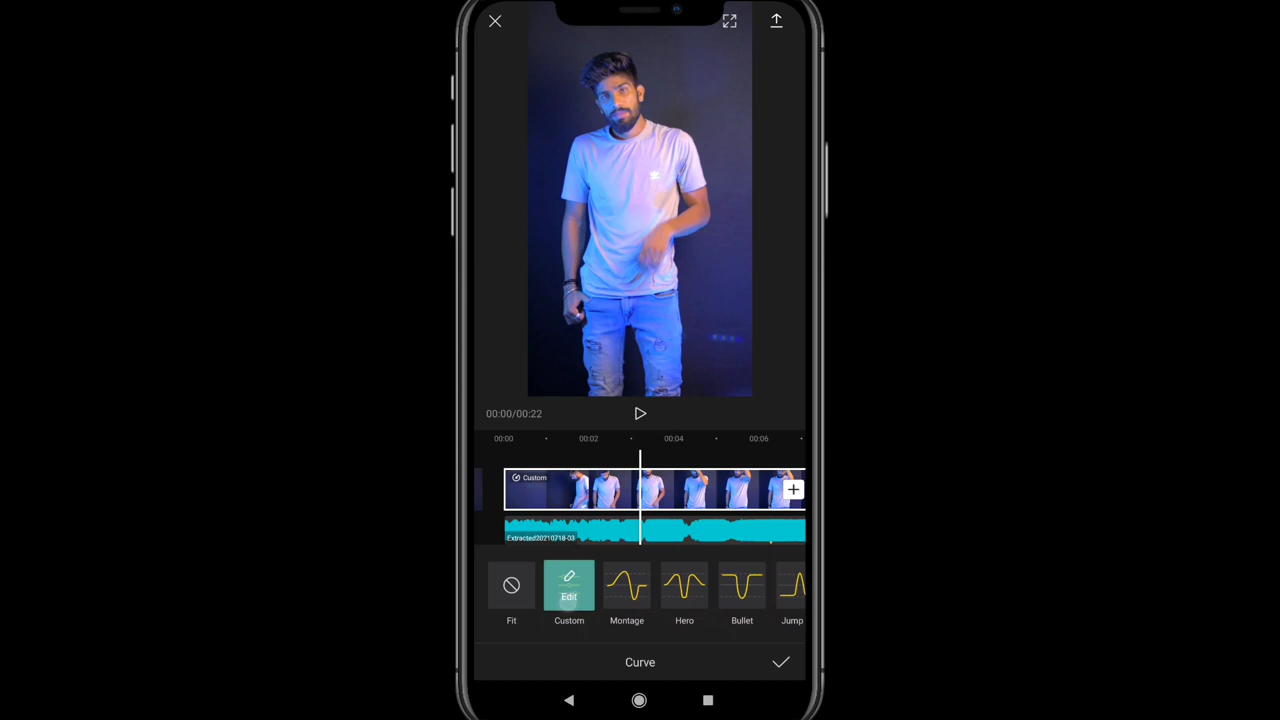 00:00/00:22
00:00 00:02 00:04 00:06
Custom
Extracted20210718-03
Edit
Fit Custom Montage Hero Bullet Jump
Curve